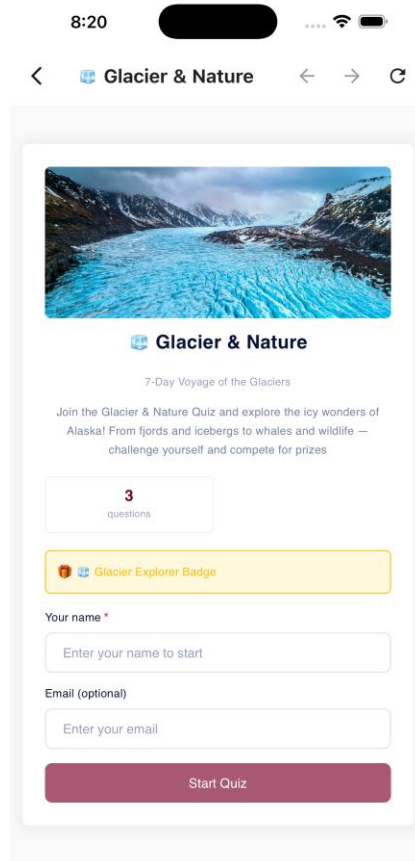 8:20
🧊 Glacier & Nature
🧊 Glacier & Nature
7-Day Voyage of the Glaciers
Join the Glacier & Nature Quiz and explore the icy wonders of
Alaska! From fjords and icebergs to whales and wildlife —
challenge yourself and compete for prizes
3
questions
🎁 🧊 Glacier Explorer Badge
Your name *
Enter your name to start
Email (optional)
Enter your email
Start Quiz